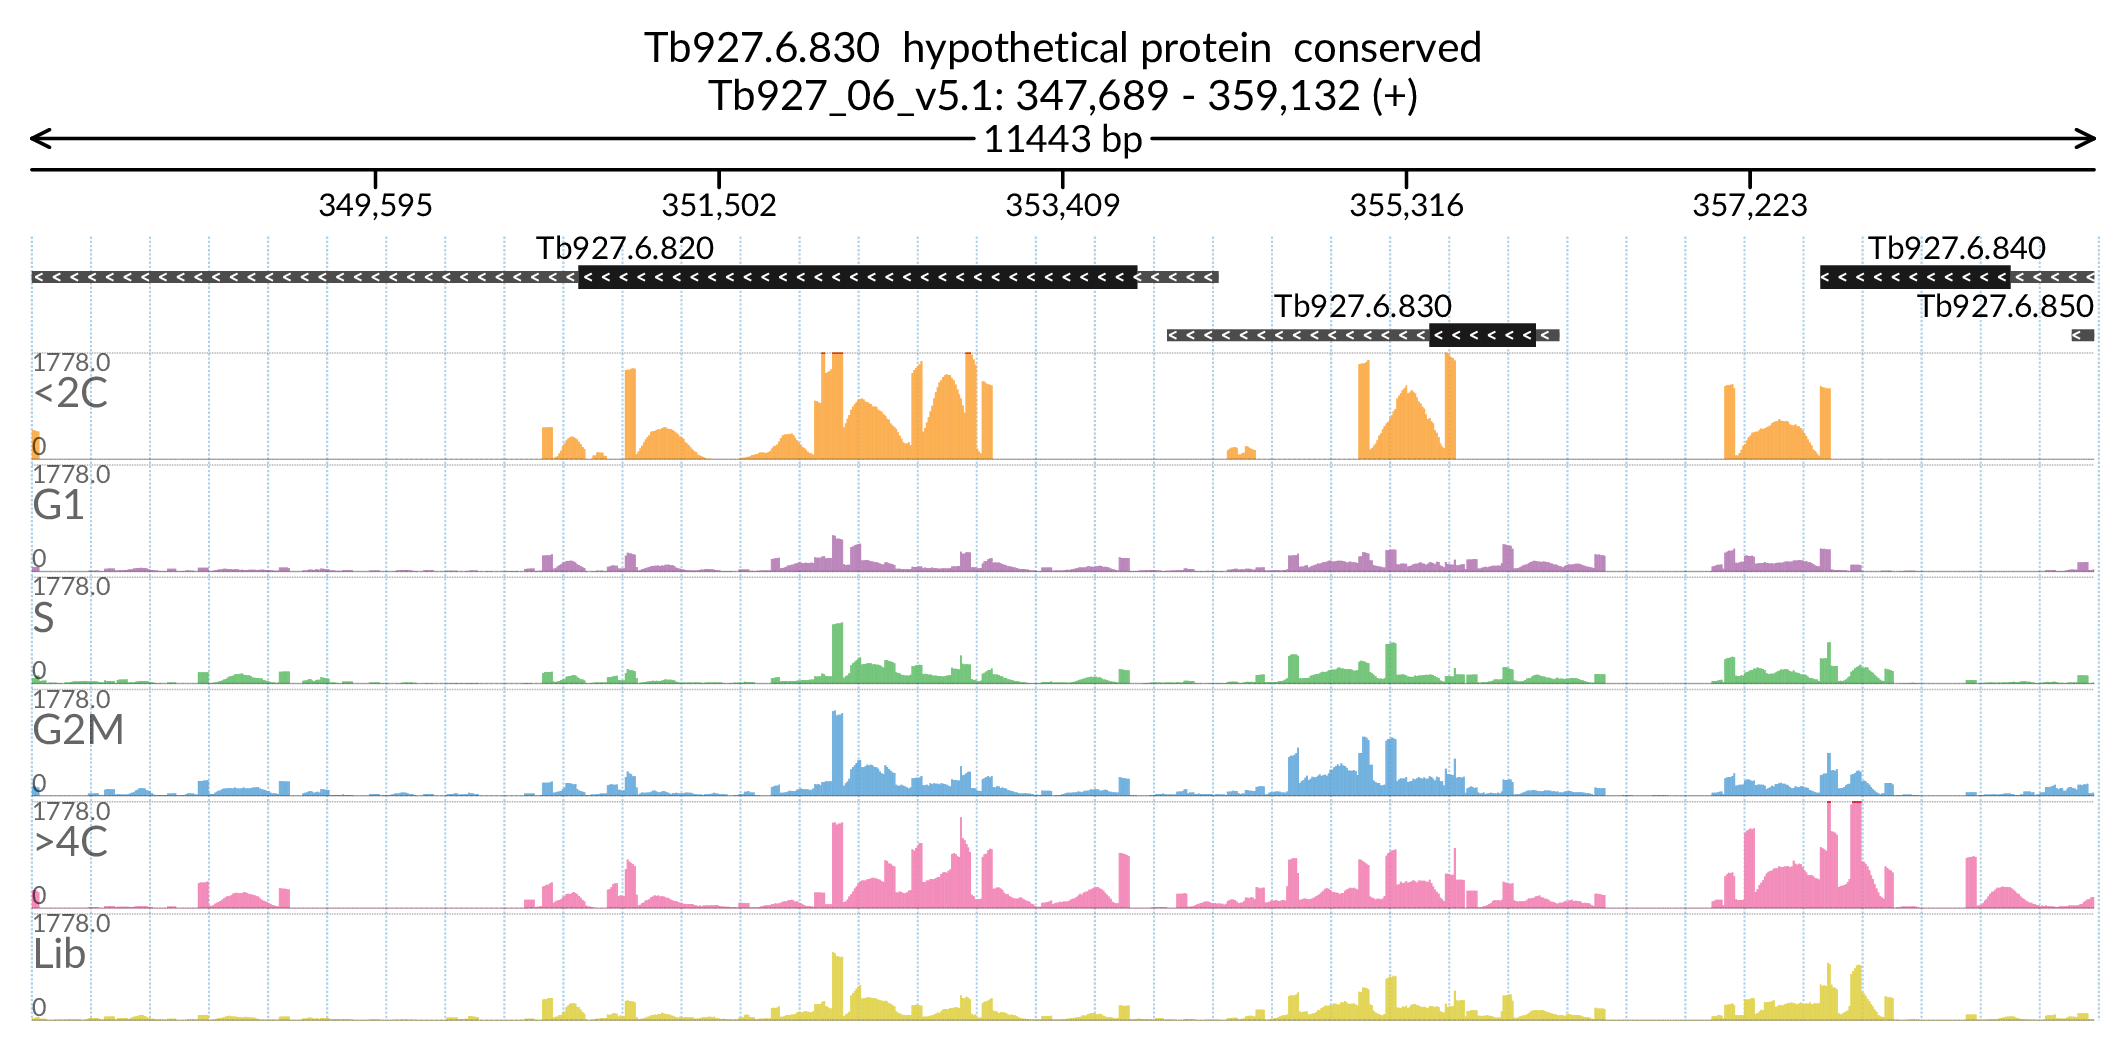 Tb927.6.830  hypothetical protein  conserved
Tb927_06_v5.1: 347,689 - 359,132 (+)
11443 bp
349,595 351,502 353,409 355,316 357,223
Tb927.6.820 Tb927.6.840
Tb927.6.830 Tb927.6.850
1778.0
<2C
0
1778.0
G1
0
1778.0
S
0
1778.0
G2M
0
1778.0
>4C
0
1778.0
Lib
0